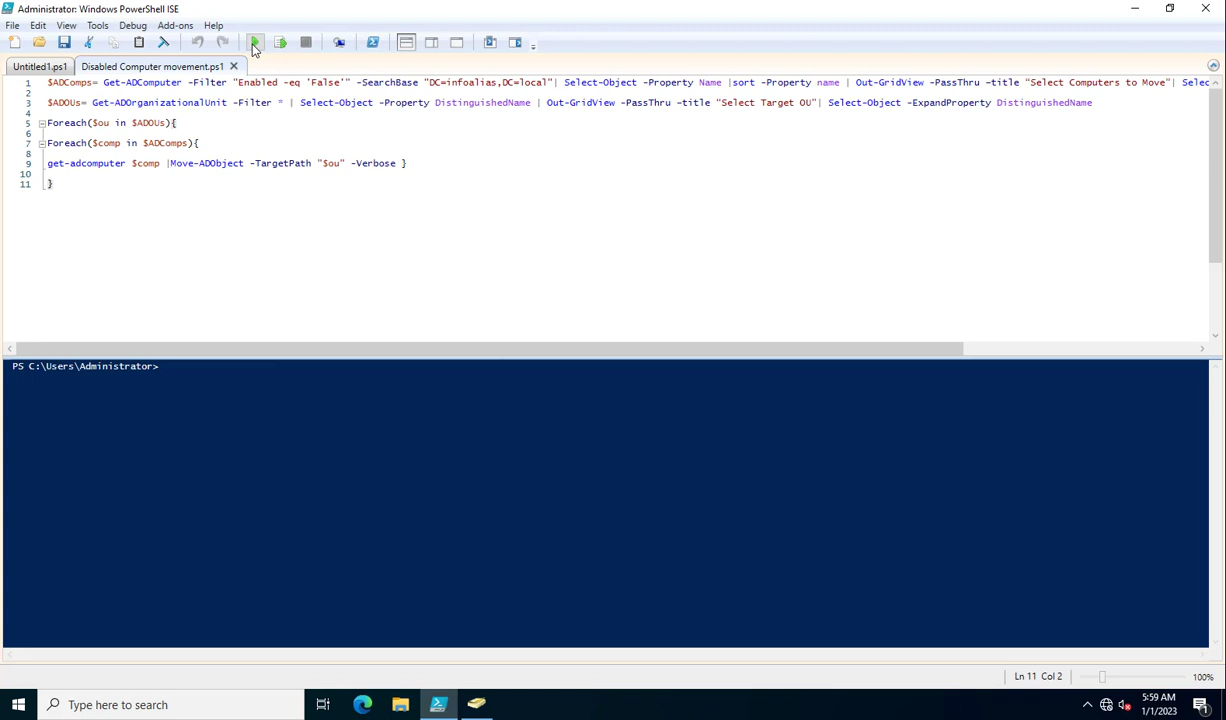 Administrator: Windows PowerShell ISE
File Edit View Tools Debug Add-ons Help
Untitled1.ps1 Disabled Computer movement.ps1
1 $ADComps= Get-ADComputer -Filter "Enabled -eq 'False'" -SearchBase "DC=infoalias,DC=local"| Select-Object -Property Name |sort -Property name | Out-GridView -PassThru -title "Select Computers to Move"| Selec
2
3 $ADOUs= Get-ADOrganizationalUnit -Filter * | Select-Object -Property DistinguishedName | Out-GridView -PassThru -title "Select Target OU"| Select-Object -ExpandProperty DistinguishedName
4
5 Foreach($ou in $ADOUs){
6
7 Foreach($comp in $ADComps){
8
9 get-adcomputer $comp |Move-ADObject -TargetPath "$ou" -Verbose }
10
11 }
PS C:\Users\Administrator>
Ln 11 Col 2 100%
Type here to search
5:59 AM
1/1/2023
1